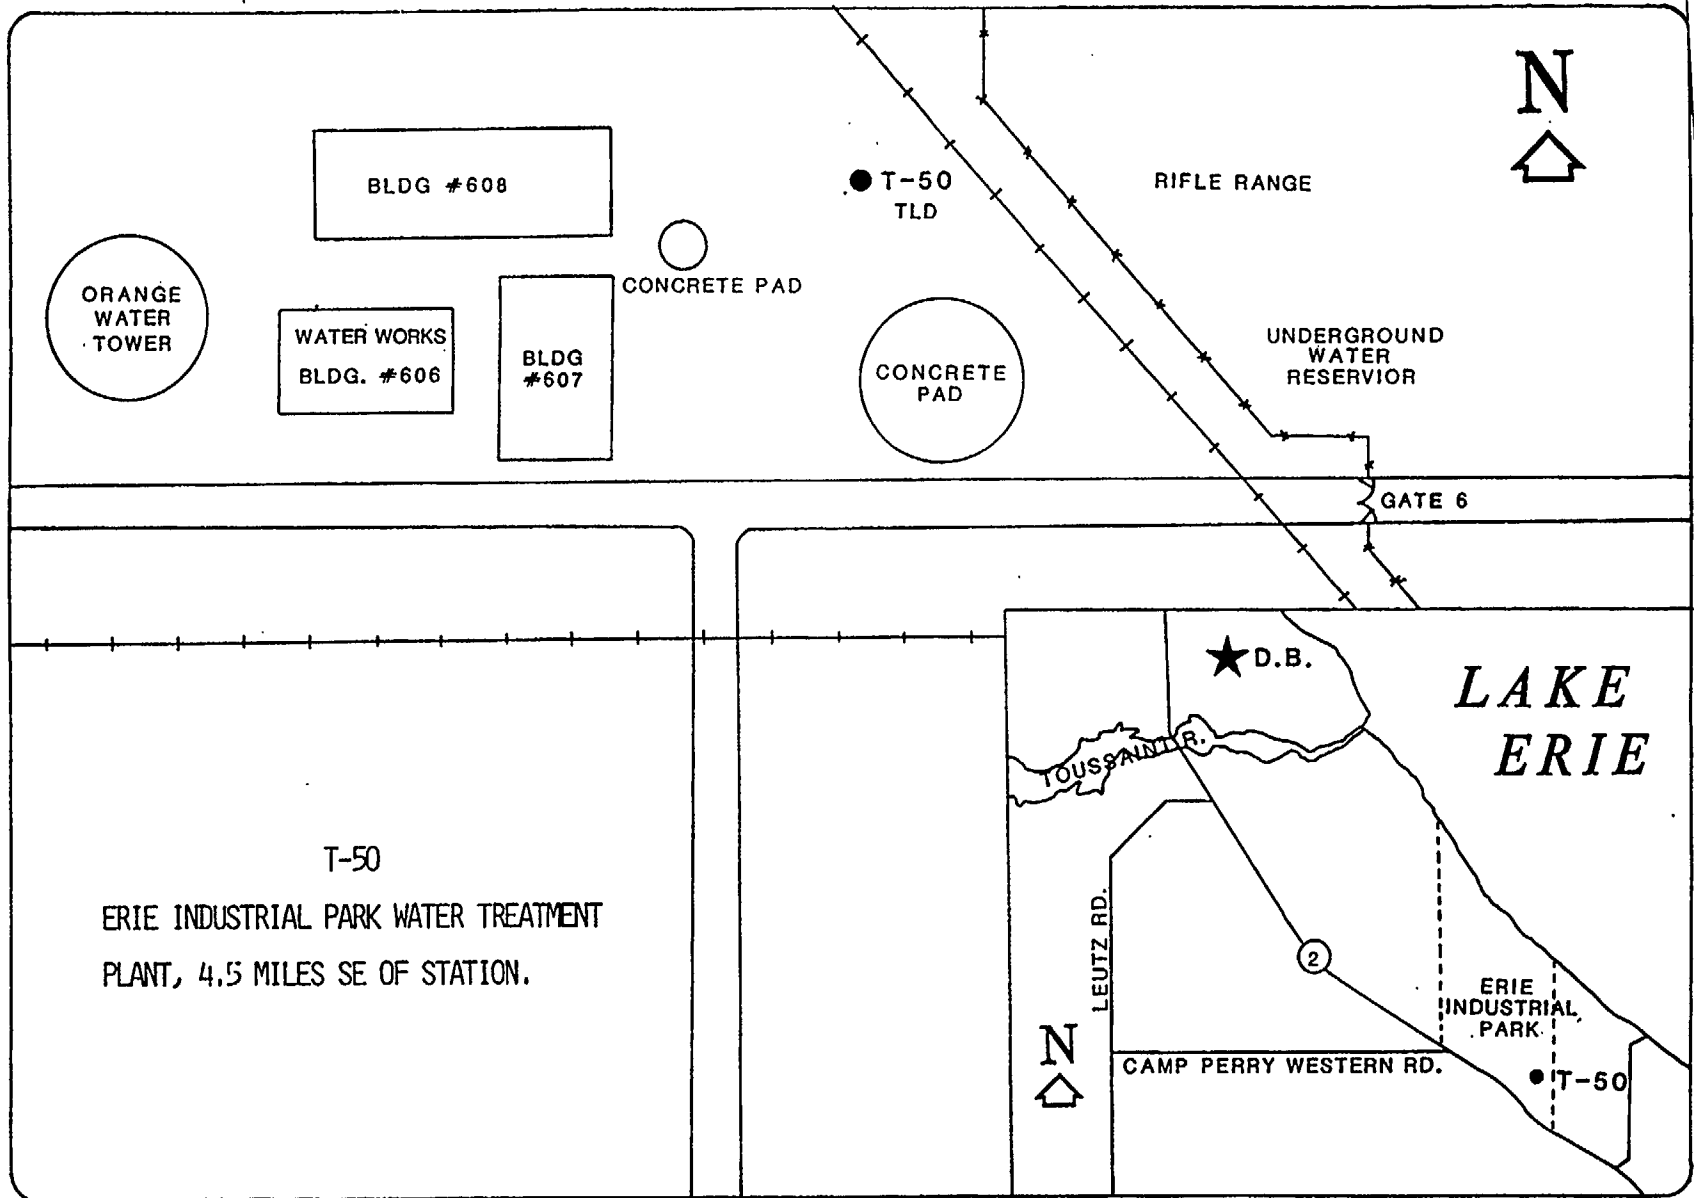 N
BLDG #608
T-50
TLD
RIFLE RANGE
CONCRETE PAD
ORANGE
WATER
TOWER
WATER WORKS
BLDG. #606
BLDG
#607
CONCRETE
PAD
UNDERGROUND
WATER
RESERVIOR
GATE 6
D.B.
LAKE
ERIE
TOUSSAINT R.
T-50
ERIE INDUSTRIAL PARK WATER TREATMENT
PLANT, 4.5 MILES SE OF STATION.
LEUTZ RD.
2
ERIE
INDUSTRIAL
PARK
N
CAMP PERRY WESTERN RD.
T-50